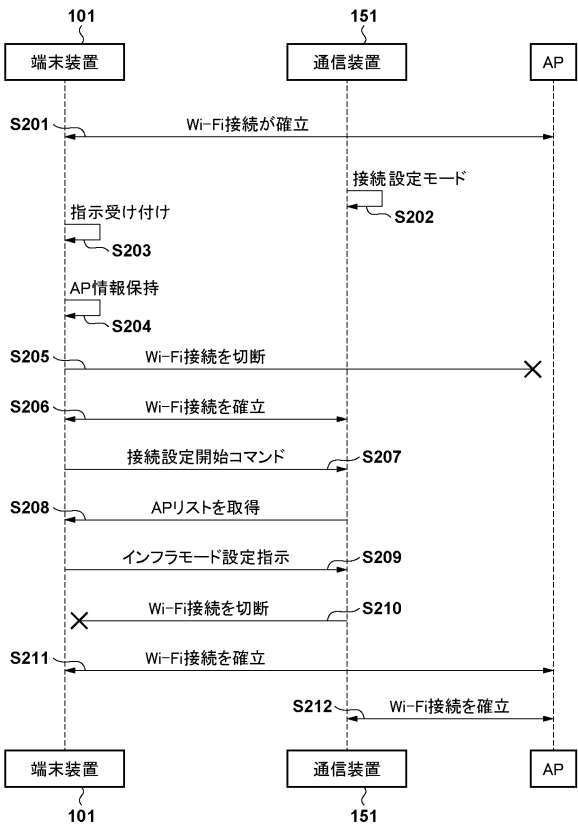 101
151
端末装置
通信装置
AP
S201
Wi-Fi接続が確立
接続設定モード
S202
指示受け付け
S203
AP情報保持
S204
S205
Wi-Fi接続を切断
S206
Wi-Fi接続を確立
接続設定開始コマンド
S207
S208
APリストを取得
インフラモード設定指示
S209
Wi-Fi接続を切断
S210
S211
Wi-Fi接続を確立
S212
Wi-Fi接続を確立
端末装置
通信装置
AP
101
151